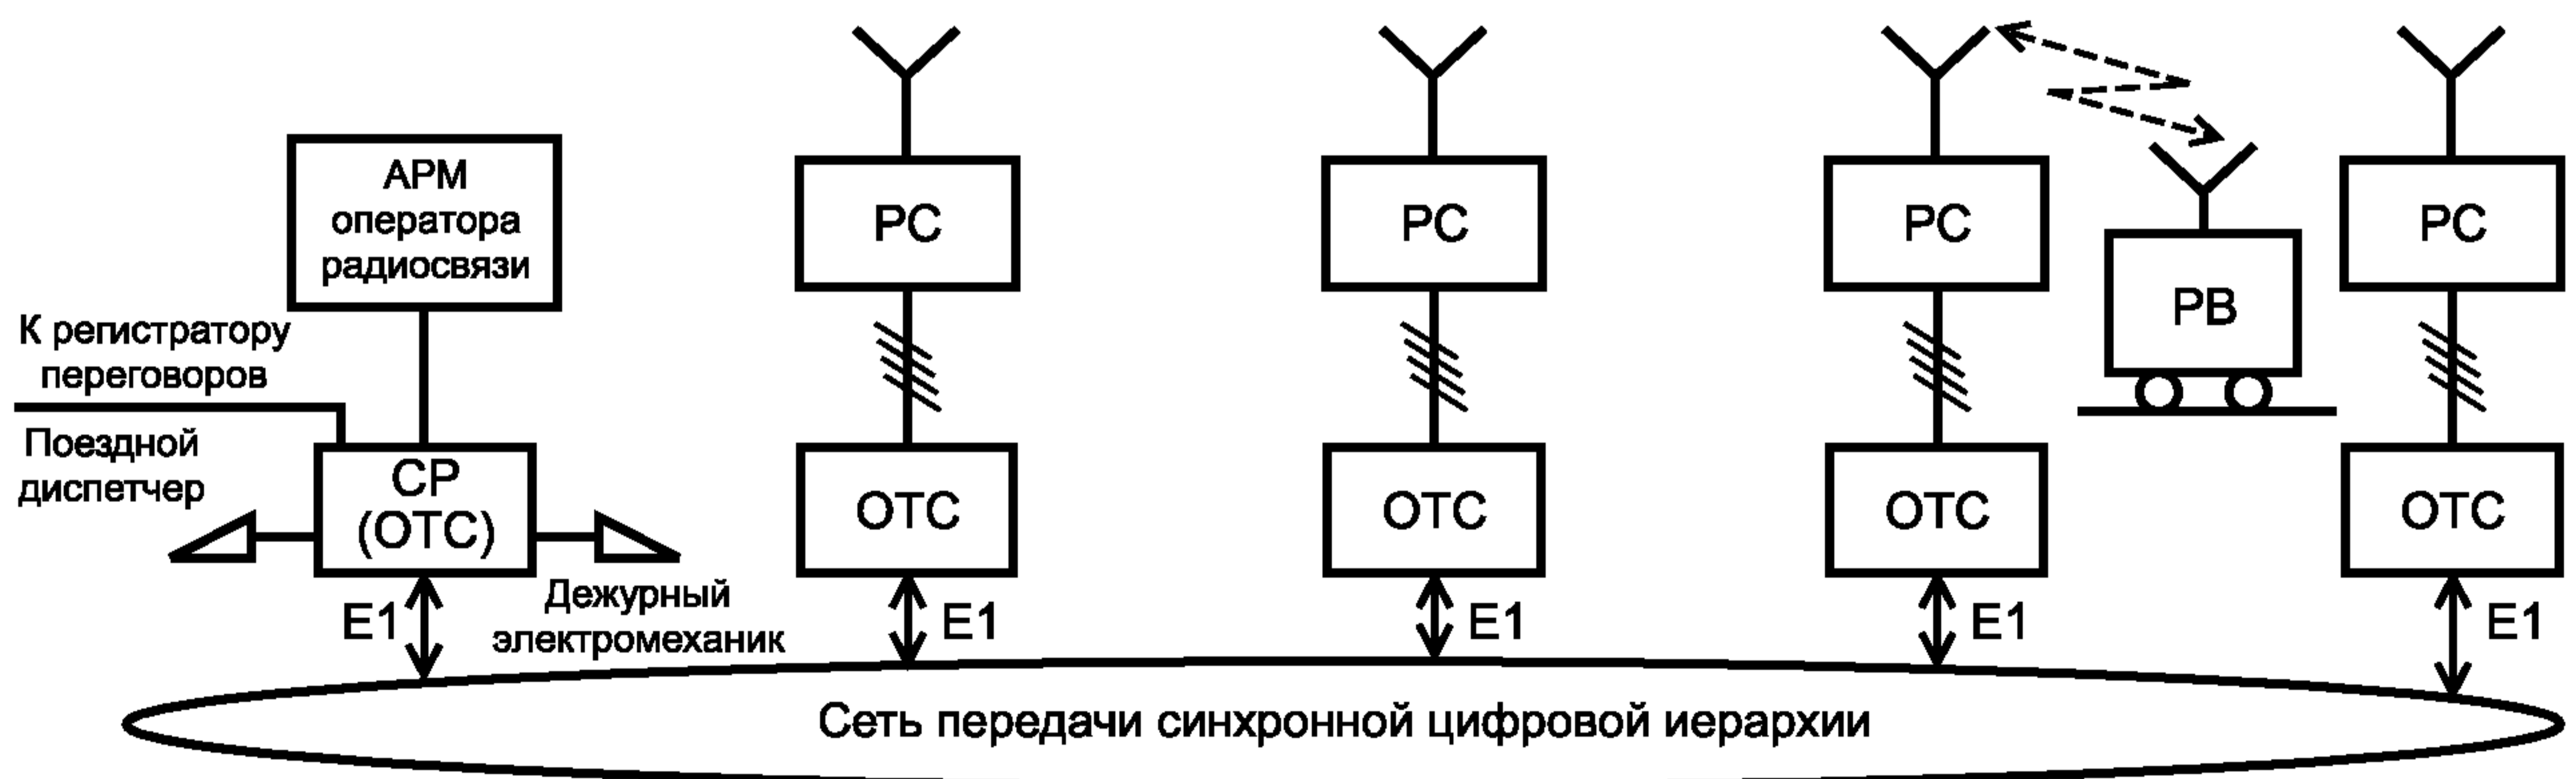 АРМ
оператора
радиосвязи
РС
РС
РС
РС
РВ
К регистратору
переговоров
Поездной
диспетчер
СР
(ОТС)
ОТС
ОТС
ОТС
ОТС
Дежурный
электромеханик
E1
E1
E1
E1
E1
Сеть передачи синхронной цифровой иерархии